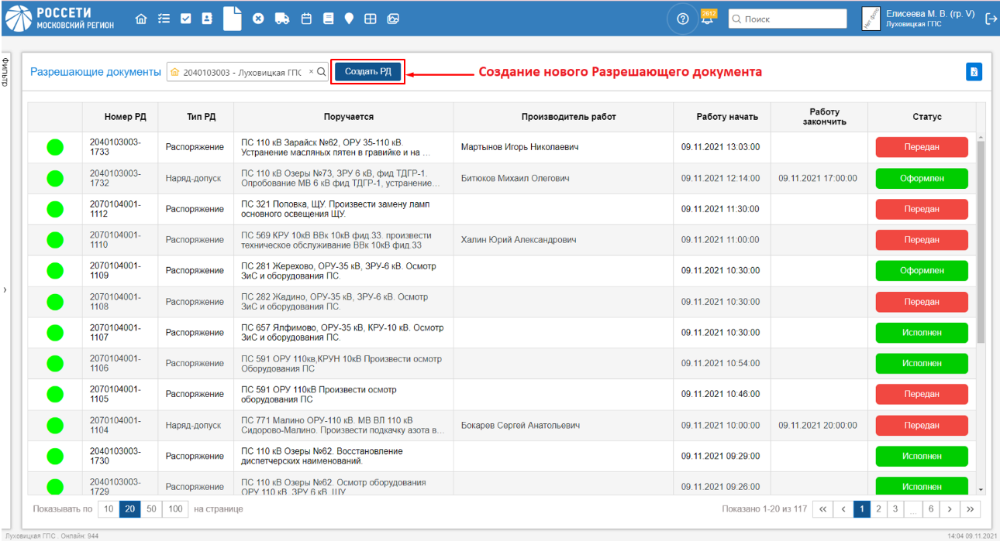 РОССЕТИ
МОСКОВСКИЙ РЕГИОН
2612
Поиск
Нет фото
Елисеева М. В. (гр. V)
Луховицкая ГПС
Фильтр
Разрешающие документы
2040103003 - Луховицкая ГПС ×
Создать РД
Создание нового Разрешающего документа
Номер РД Тип РД Поручается Производитель работ Работу начать Работу закончить Статус
2040103003-1733 Распоряжение ПС 110 кВ Зарайск №62, ОРУ 35-110 кВ. Мартынов Игорь Николаевич 09.11.2021 13:03:00 Передан
Устранение масляных пятен в гравийке и на ...
2040103003-1732 Наряд-допуск ПС 110 кВ Озеры №73, ЗРУ 6 кВ, фид ТДГР-1. Битюков Михаил Олегович 09.11.2021 12:14:00 09.11.2021 17:00:00 Оформлен
Опробование МВ 6 кВ фид ТДГР-1, устранение...
2070104001-1112 Распоряжение ПС 321 Поповка, ЩУ. Произвести замену ламп 09.11.2021 11:30:00 Передан
основного освещения ЩУ.
2070104001-1110 Распоряжение ПС 569 КРУ 10кВ ВВк 10кВ фид.33. произвести Халин Юрий Александрович 09.11.2021 11:00:00 Передан
техническое обслуживание ВВк 10кВ фид.33
2070104001-1109 Распоряжение ПС 281 Жерехово, ОРУ-35 кВ, ЗРУ-6 кВ. Осмотр 09.11.2021 10:30:00 Оформлен
ЗиС и оборудования ПС.
2070104001-1108 Распоряжение ПС 282 Жадино, ОРУ-35 кВ, ЗРУ-6 кВ. Осмотр 09.11.2021 10:30:00 Передан
ЗиС и оборудования ПС.
2070104001-1107 Распоряжение ПС 657 Ялфимово, ОРУ-35 кВ, КРУ-10 кВ. Осмотр 09.11.2021 10:30:00 Исполнен
ЗиС и оборудования ПС.
2070104001-1106 Распоряжение ПС 591 ОРУ 110кв,КРУН 10кВ Произвести осмотр 09.11.2021 10:54:00 Исполнен
Оборудования ПС
2070104001-1105 Распоряжение ПС 591 ОРУ 110кВ Произвести осмотр 09.11.2021 10:46:00 Передан
оборудования ПС
2070104001-1104 Наряд-допуск ПС 771 Малино ОРУ-110 кВ. МВ ВЛ 110 кВ Бокарев Сергей Анатольевич 09.11.2021 10:00:00 09.11.2021 20:00:00 Передан
Сидорово-Малино. Произвести подкачку азота в...
2040103003-1730 Распоряжение ПС 110 кВ Озеры №62. Восстановление 09.11.2021 09:29:00 Исполнен
диспетчерских наименований.
2040103003-1729 Распоряжение ПС 110 кВ Озеры №62. Осмотр оборудования 09.11.2021 09:26:00 Исполнен
ОРУ 110 кВ, ЗРУ 6 кВ, ЩУ
Показывать по 10 20 50 100 на странице
Показано 1-20 из 117 « ‹ 1 2 3 ... 6 › »
Луховицкая ГПС . Онлайн: 944
14:04 09.11.2021